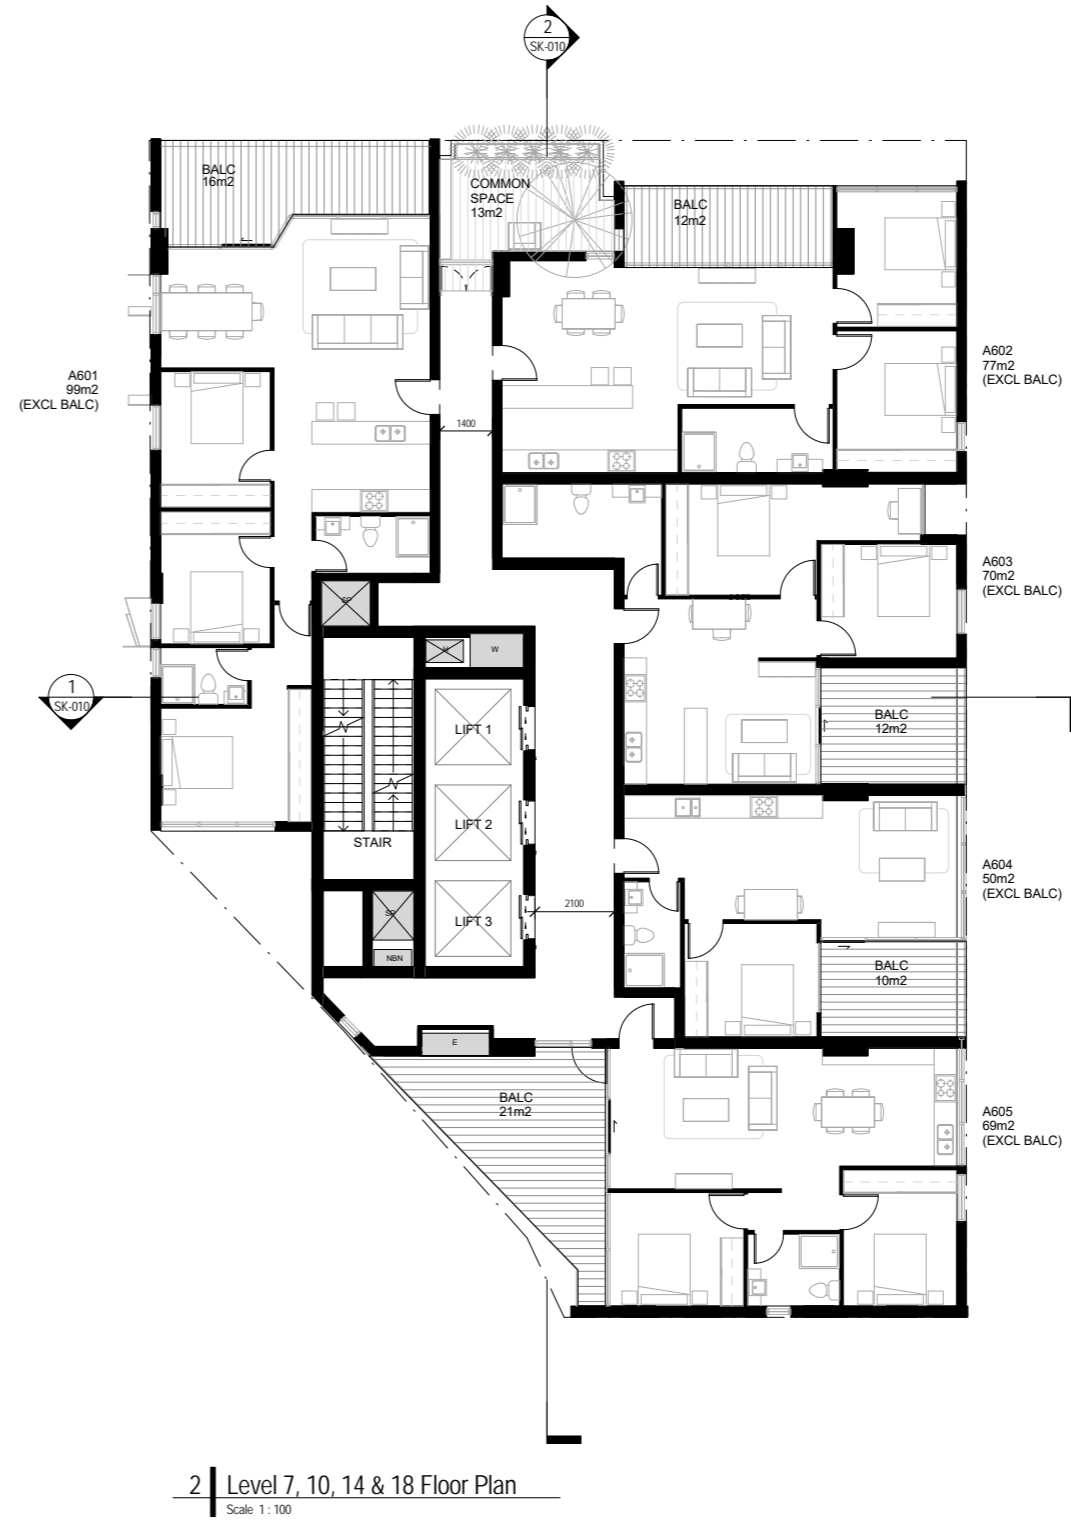 2
SK-010
BALC
16m2
COMMON
SPACE
13m2
BALC
12m2
A601
99m2
(EXCL BALC)
A602
77m2
(EXCL BALC)
1400
A603
70m2
(EXCL BALC)
SP
W
1
SK-010
LIFT 1
BALC
12m2
LIFT 2
STAIR
A604
50m2
(EXCL BALC)
LIFT 3
SP
2100
NBN
BALC
10m2
E
BALC
21m2
A605
69m2
(EXCL BALC)
2
Level 7, 10, 14 & 18 Floor Plan
Scale 1 : 100